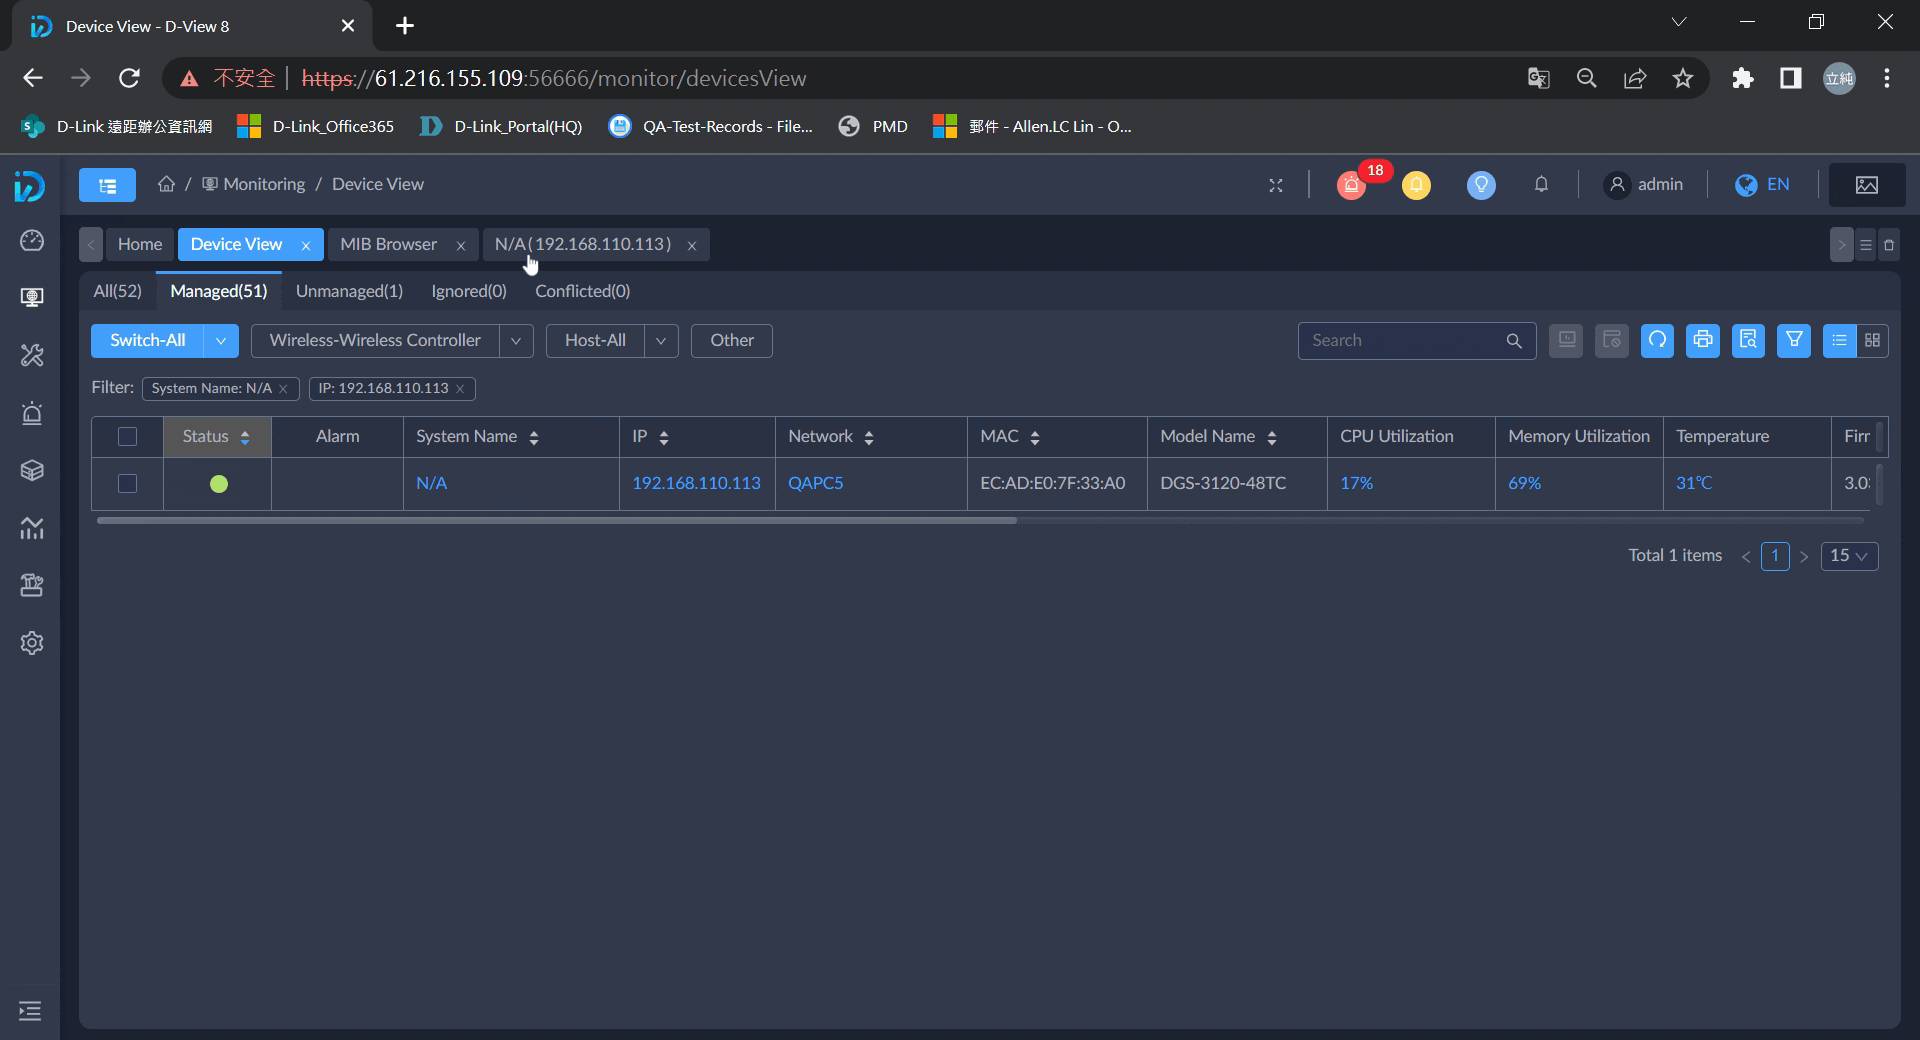 Device View - D-View 8
不安全 https://61.216.155.109:56666/monitor/devicesView
立純
D-Link 遠距辦公資訊網 D-Link_Office365 D-Link_Portal(HQ) QA-Test-Records - File... PMD 郵件 - Allen.LC Lin - O...
/ Monitoring / Device View 18 admin EN
Home Device View MIB Browser N/A(192.168.110.113)
All(52) Managed(51) Unmanaged(1) Ignored(0) Conflicted(0)
Switch-All Wireless-Wireless Controller Host-All Other Search
Filter: System Name: N/A IP: 192.168.110.113
Status Alarm System Name IP Network MAC Model Name CPU Utilization Memory Utilization Temperature Firr
N/A 192.168.110.113 QAPC5 EC:AD:E0:7F:33:A0 DGS-3120-48TC 17% 69% 31℃ 3.0
Total 1 items < 1 > 15